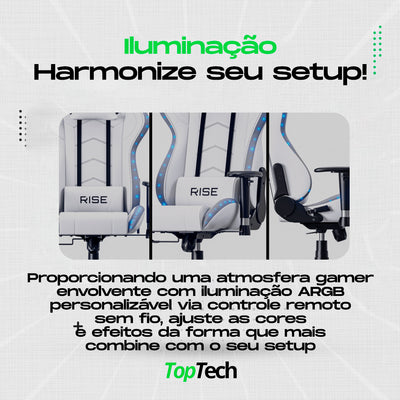 Iluminação
Harmonize seu setup!
RISE
RISE
Proporcionando uma atmosfera gamer
envolvente com iluminação ARGB
personalizável via controle remoto
sem fio, ajuste as cores
e efeitos da forma que mais
combine com o seu setup
TopTech